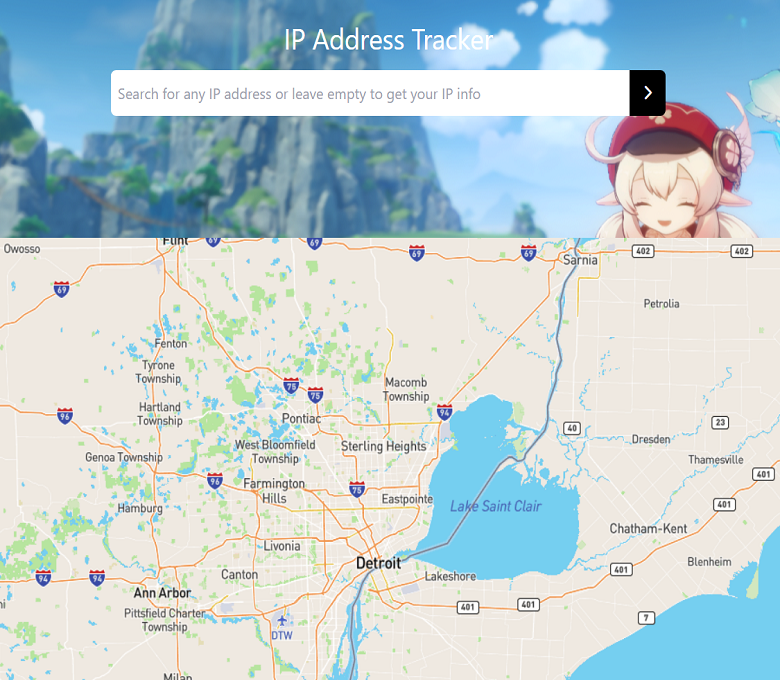 IP Address Tracker
Search for any IP address or leave empty to get your IP info
Flint
69
69
69
69
402
402
Owosso
Sarnia
69
Petrolia
Fenton
Tyrone
Township
75
75
Macomb
Township
Hartland
Township
96
94
Pontiac
23
40
West Bloomfield
Township
Sterling Heights
Dresden
Genoa Township
Thamesville
401
96
Farmington
Hills
75
Eastpointe
Lake Saint Clair
401
Hamburg
Chatham-Kent
Livonia
Detroit
Blenheim
401
94
94
Canton
Lakeshore
Ann Arbor
401
401
Pittsfield Charter
Township
7
DTW
Milan